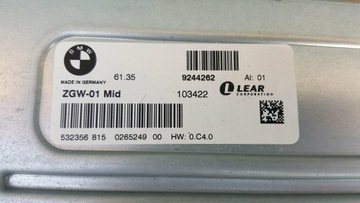 BMW
MADE IN GERMANY
61.35
9244262
AI: 01
ZGW-01 Mid
103422
LEAR
CORPORATION
532356 815 0265249 00 HW: 0.C4.0